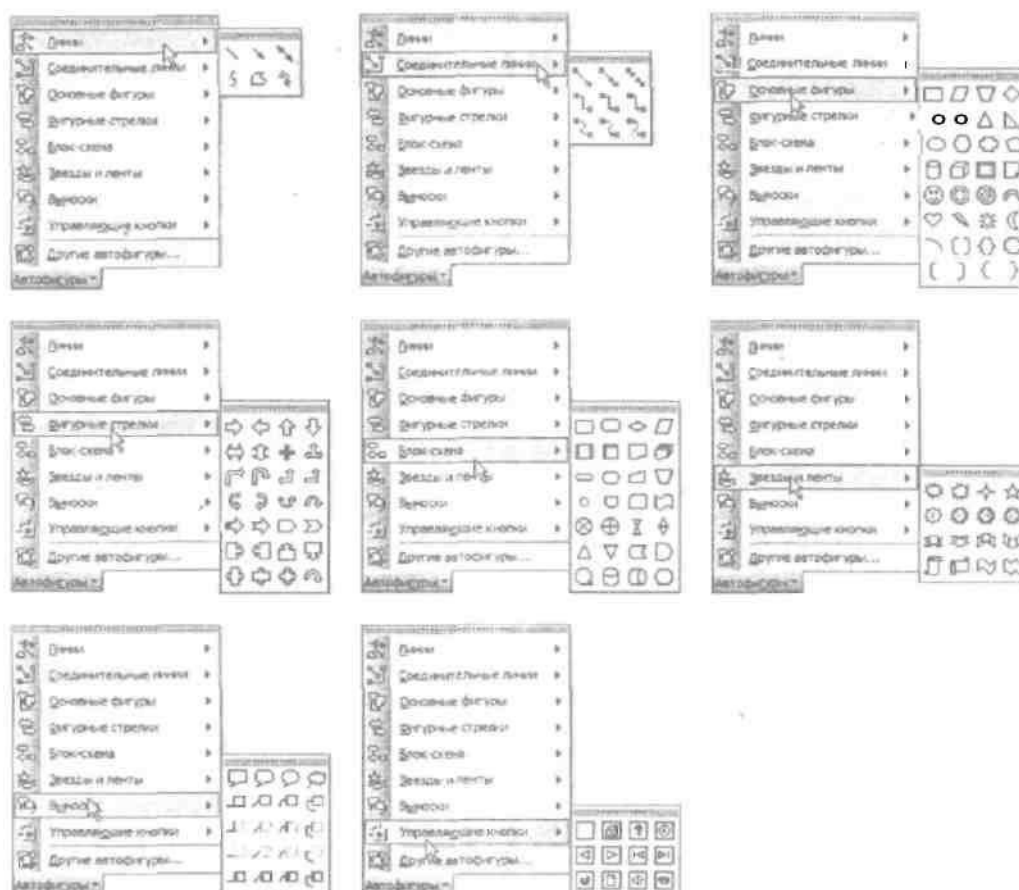 Линии
Соединительные линии
Основные фигуры
Фигурные стрелки
Блок-схема
Звезды и ленты
Выноски
Управляющие кнопки
Другие автофигуры...
Автофигуры
Линии
Соединительные линии
Основные фигуры
Фигурные стрелки
Блок-схема
Звезды и ленты
Выноски
Управляющие кнопки
Другие автофигуры...
Автофигуры
Линии
Соединительные линии
Основные фигуры
Фигурные стрелки
Блок-схема
Звезды и ленты
Выноски
Управляющие кнопки
Другие автофигуры...
Автофигуры
Линии
Соединительные линии
Основные фигуры
Фигурные стрелки
Блок-схема
Звезды и ленты
Выноски
Управляющие кнопки
Другие автофигуры...
Автофигуры
Линии
Соединительные линии
Основные фигуры
Фигурные стрелки
Блок-схема
Звезды и ленты
Выноски
Управляющие кнопки
Другие автофигуры...
Автофигуры
Линии
Соединительные линии
Основные фигуры
Фигурные стрелки
Блок-схема
Звезды и ленты
Выноски
Управляющие кнопки
Другие автофигуры...
Автофигуры
Линии
Соединительные линии
Основные фигуры
Фигурные стрелки
Блок-схема
Звезды и ленты
Выноски
Управляющие кнопки
Другие автофигуры...
Автофигуры
Линии
Соединительные линии
Основные фигуры
Фигурные стрелки
Блок-схема
Звезды и ленты
Выноски
Управляющие кнопки
Другие автофигуры...
Автофигуры